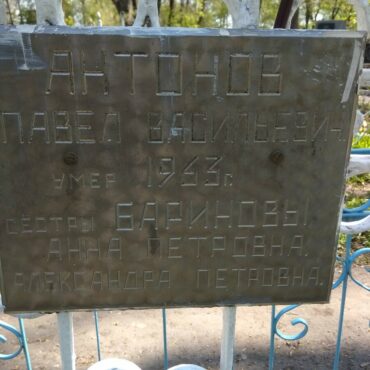 АНТОНОВ
ПАВЕЛ ВАСИЛЬЕВИЧ
УМЕР 1963г.
СЕСТРЫ БАРИНОВЫ
АННА ПЕТРОВНА.
АЛЕКСАНДРА ПЕТРОВНА.